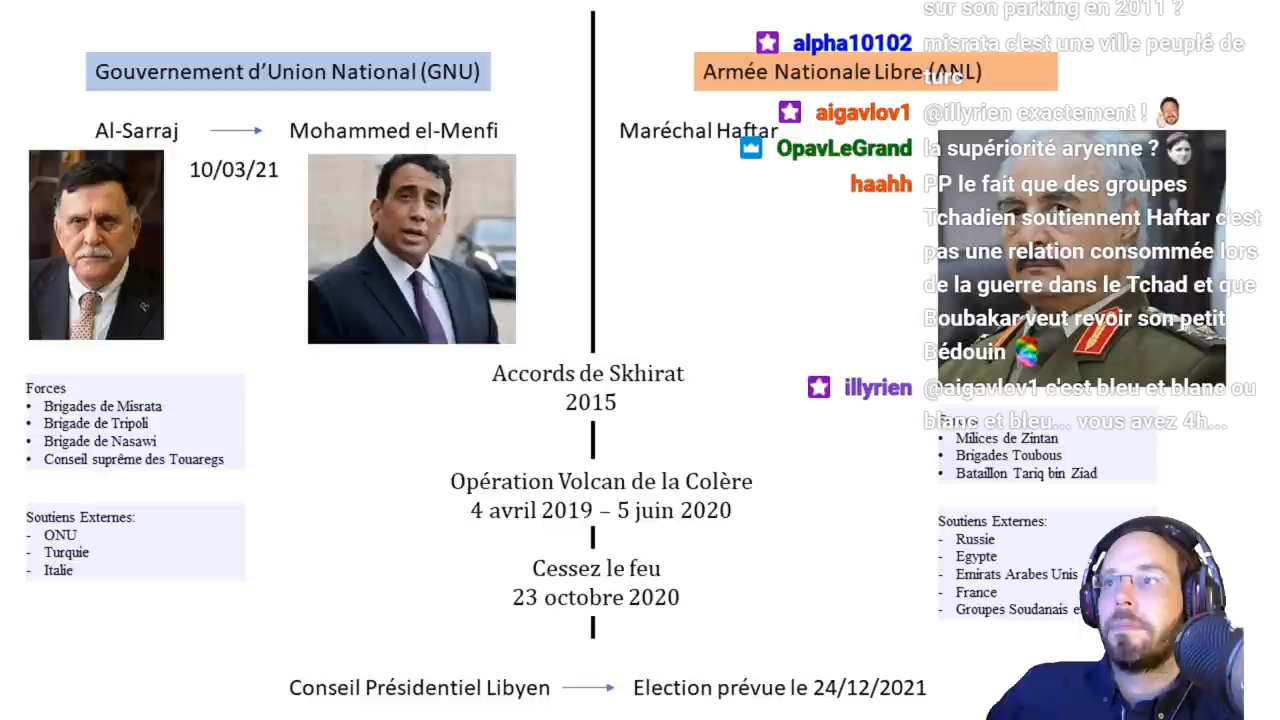 Gouvernement d'Union National (GNU)
Al-Sarraj
Mohammed el-Menfi
10/03/21
Forces
• Brigades de Misrata
• Brigade de Tripoli
• Brigade de Nasawi
• Conseil suprême des Touaregs
Soutiens Externes:
- ONU
- Turquie
- Italie
Accords de Skhirat
2015
Opération Volcan de la Colère
4 avril 2019 – 5 juin 2020
Cessez le feu
23 octobre 2020
Conseil Présidentiel Libyen
Election prévue le 24/12/2021
Armée Nationale Libre (ANL)
Maréchal Haftar
• Milices de Zintan
• Brigades Toubous
• Bataillon Tariq bin Ziad
Soutiens Externes:
- Russie
- Egypte
- Emirats Arabes Unis
- France
- Groupes Soudanais
sur son parking en 2011 ?
alpha10102 misrata c'est une ville peuplé de
turc
aigavlov1 @illyrien exactement !
OpavLeGrand la supériorité aryenne ?
haahh PP le fait que des groupes
Tchadien soutiennent Haftar c'est
pas une relation consommée lors
de la guerre dans le Tchad et que
Boubakar veut revoir son petit
Bédouin
illyrien @aigavlov1 c'est bleu et blanc ou
blanc et bleu... vous avez 4h...